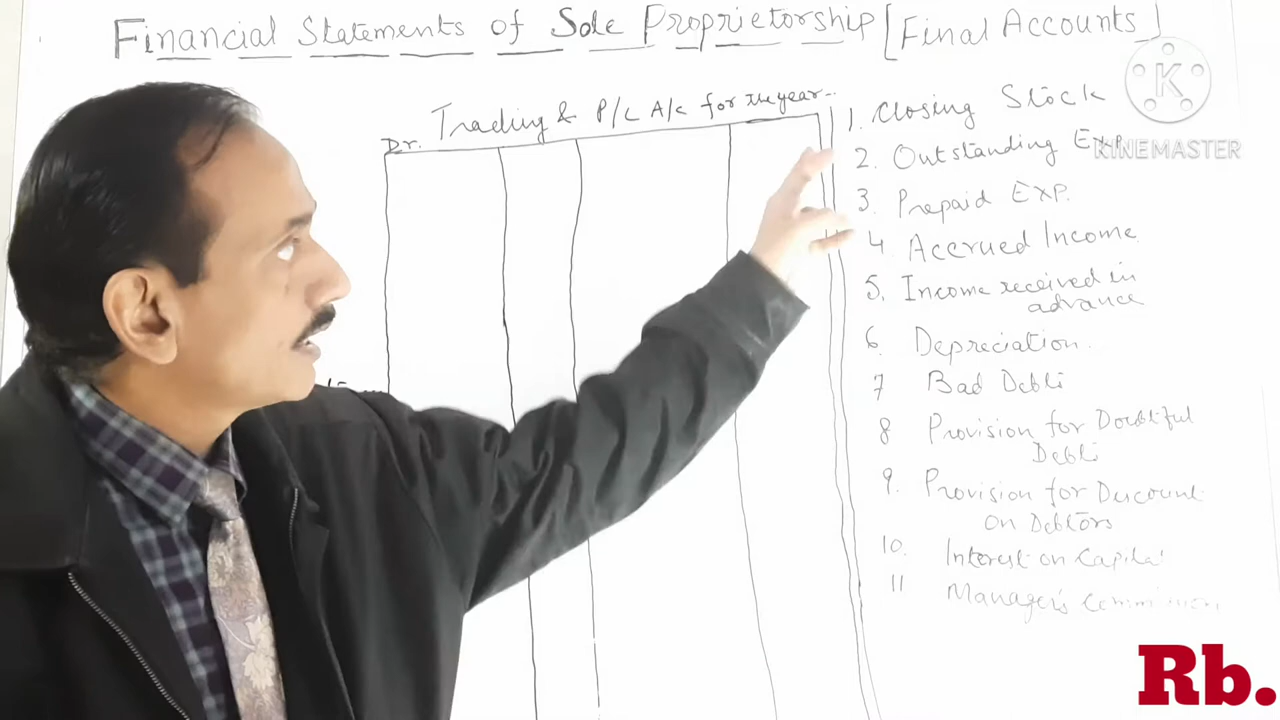 Financial Statements of Sole Proprietorship [Final Accounts]
Trading & P/L A/c for the year...
Dr.
1. Closing Stock
2. Outstanding Exp.
3. Prepaid Exp.
4 Accrued Income
5. Income received in
advance
6. Depreciation.
7 Bad Debts
8 Provision for Doubtful
Debts
9. Provision for Discount
On Debtors
10. Interest on Capital
11 Manager's Commission
K
KINEMASTER
Rb.